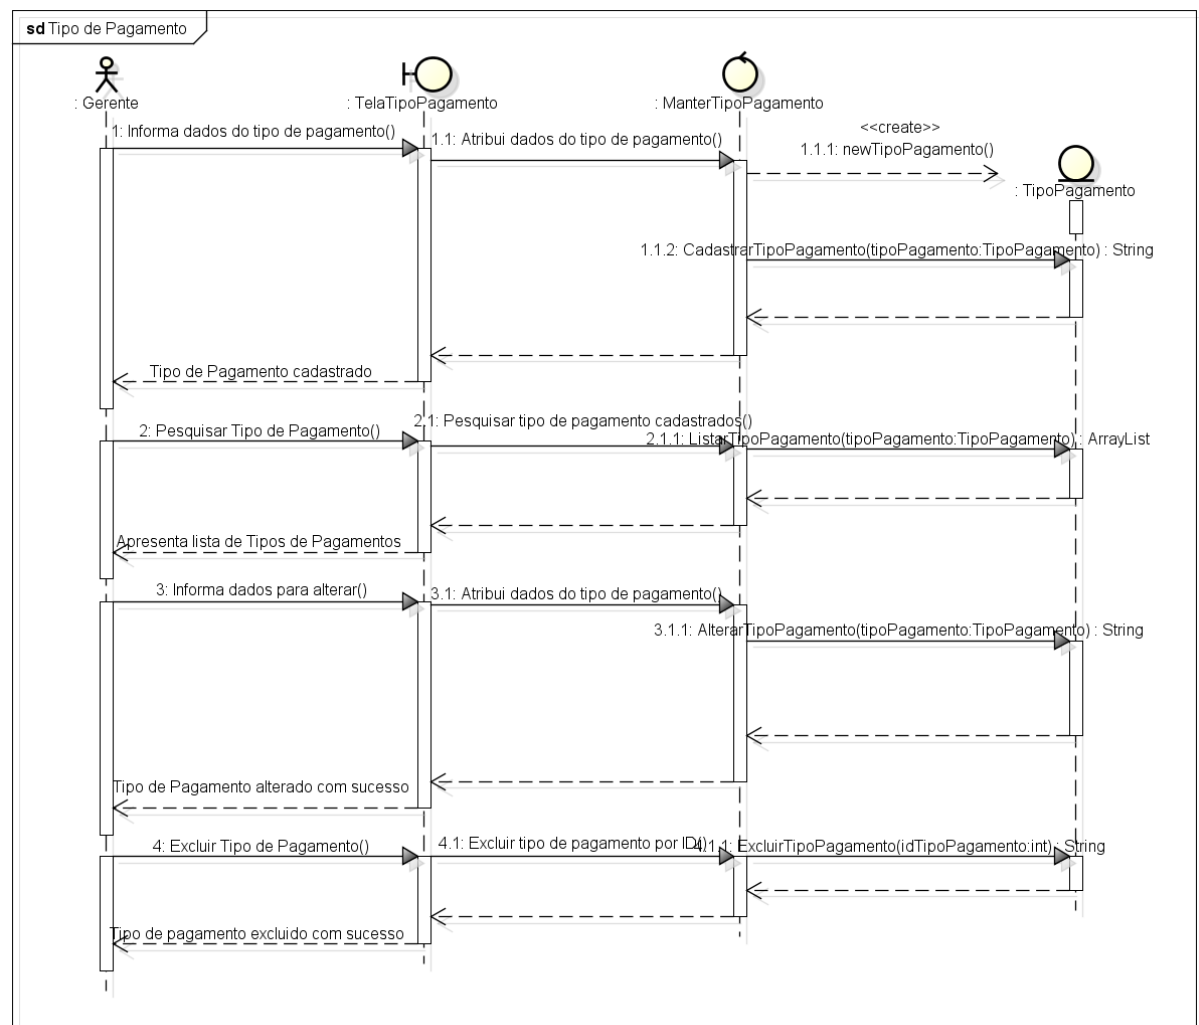 sd Tipo de Pagamento
: Gerente
: TelaTipoPagamento
: ManterTipoPagamento
<<create>>
1: Informa dados do tipo de pagamento()
1.1: Atribui dados do tipo de pagamento()
1.1.1: newTipoPagamento()
: TipoPagamento
1.1.2: CadastrarTipoPagamento(tipoPagamento:TipoPagamento) : String
Tipo de Pagamento cadastrado
2: Pesquisar Tipo de Pagamento()
2.1: Pesquisar tipo de pagamento cadastrados()
2.1.1: ListarTipoPagamento(tipoPagamento:TipoPagamento) : ArrayList
Apresenta lista de Tipos de Pagamentos
3: Informa dados para alterar()
3.1: Atribui dados do tipo de pagamento()
3.1.1: AlterarTipoPagamento(tipoPagamento:TipoPagamento) : String
Tipo de Pagamento alterado com sucesso
4: Excluir Tipo de Pagamento()
4.1: Excluir tipo de pagamento por ID()
4.1.1: ExcluirTipoPagamento(idTipoPagamento:int) : String
Tipo de pagamento excluido com sucesso